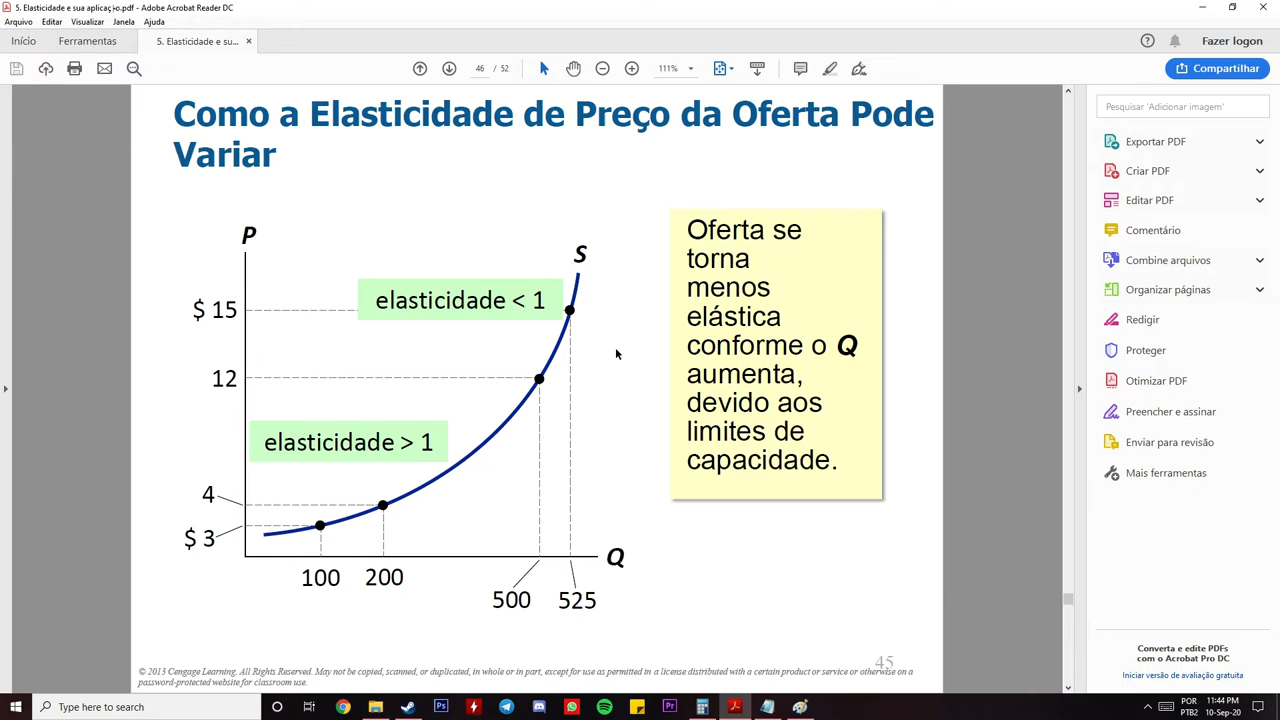 5. Elasticidade e sua aplicação.pdf - Adobe Acrobat Reader DC
Arquivo Editar Visualizar Janela Ajuda
Início Ferramentas 5. Elasticidade e su... × Fazer logon
46 / 52 111% Compartilhar
Como a Elasticidade de Preço da Oferta Pode
Variar
P
S
elasticidade < 1
$ 15
12
elasticidade > 1
4
$ 3
Q
100 200
500 525
Oferta se
torna
menos
elástica
conforme o Q
aumenta,
devido aos
limites de
capacidade.
45
© 2013 Cengage Learning. All Rights Reserved. May not be copied, scanned, or duplicated, in whole or in part, except for use as permitted in a license distributed with a certain product or service or otherwise on a
password-protected website for classroom use.
Pesquisar 'Adicionar imagem'
Exportar PDF
Criar PDF
Editar PDF
Comentário
Combine arquivos
Organizar páginas
Redigir
Proteger
Otimizar PDF
Preencher e assinar
Enviar para revisão
Mais ferramentas
Converta e edite PDFs
com o Acrobat Pro DC
Iniciar versão de avaliação gratuita
Type here to search
POR 11:44 PM
PTB2 10-Sep-20